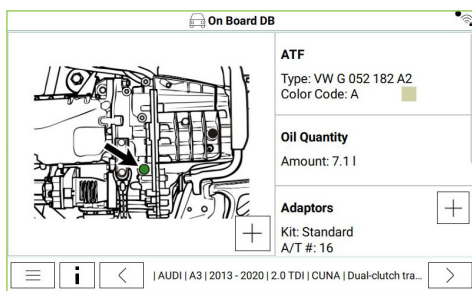 On Board DB
ATF
Type: VW G 052 182 A2
Color Code: A
Oil Quantity
Amount: 7.1 l
Adaptors
Kit: Standard
A/T #: 16
i
| AUDI | A3 | 2013 - 2020 | 2.0 TDI | CUNA | Dual-clutch tra...